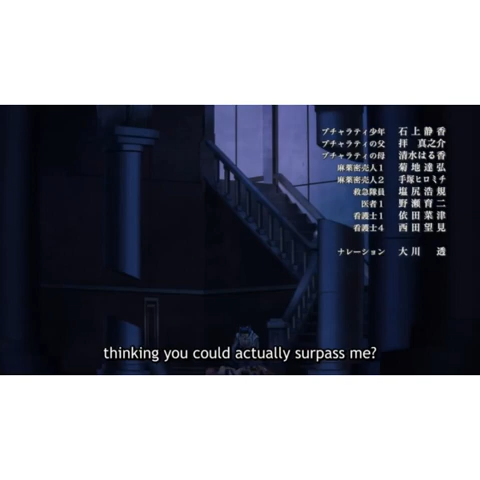 ブチャラティ少年 石上静香
ブチャラティの父 拝 真之介
ブチャラティの母 清水はる香
麻薬密売人1 菊地達弘
麻薬密売人2 手塚ヒロミチ
救急隊員 塩尻浩規
医者1 野瀬育二
看護士1 依田菜津
看護士4 西田望見
ナレーション 大川 透
thinking you could actually surpass me?